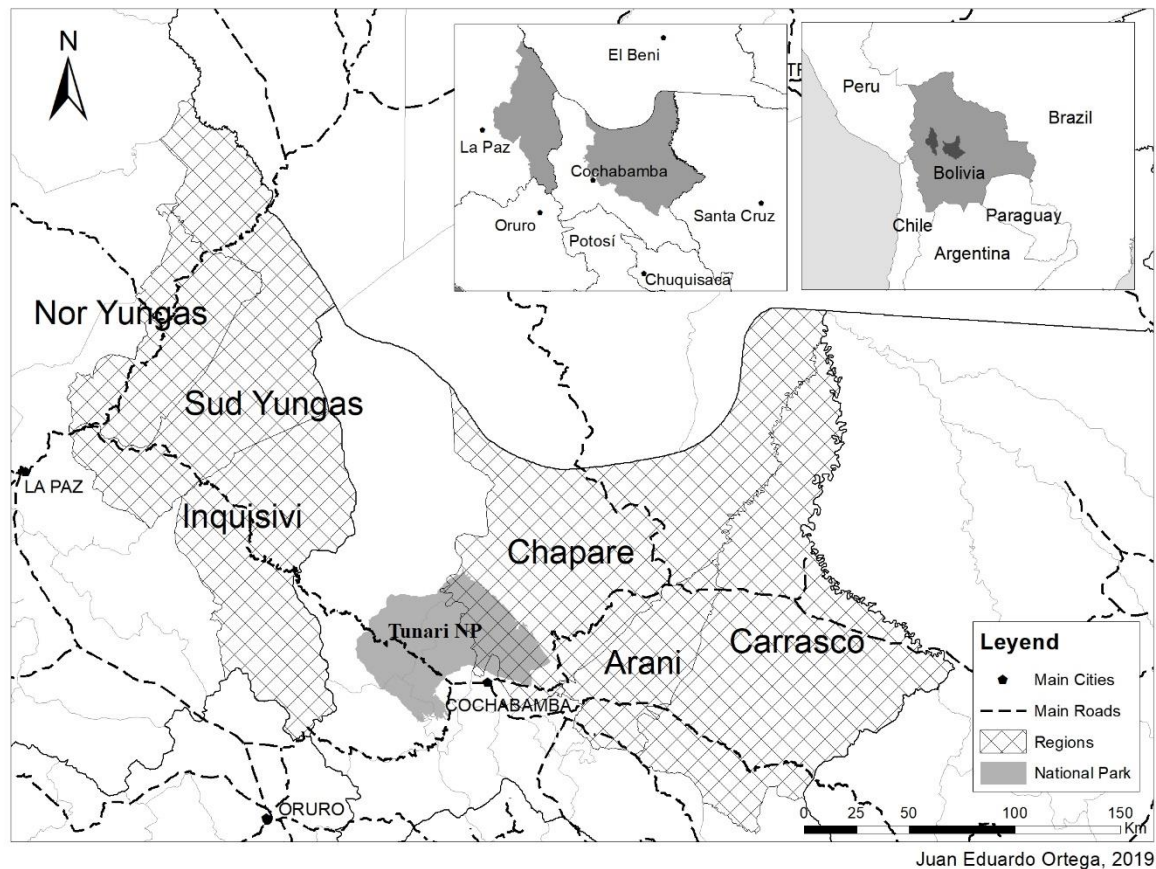 N
El Beni
La Paz
Cochabamba
Oruro
Potosí
Santa Cruz
Chuquisaca
TR
Peru
Brazil
Bolivia
Paraguay
Chile
Argentina
Nor Yungas
Sud Yungas
LA PAZ
Inquisivi
Chapare
Tunari NP
Arani
Carrasco
COCHABAMBA
ORURO
Leyend
Main Cities
Main Roads
Regions
National Park
0 25 50 100 150
Km
Juan Eduardo Ortega, 2019